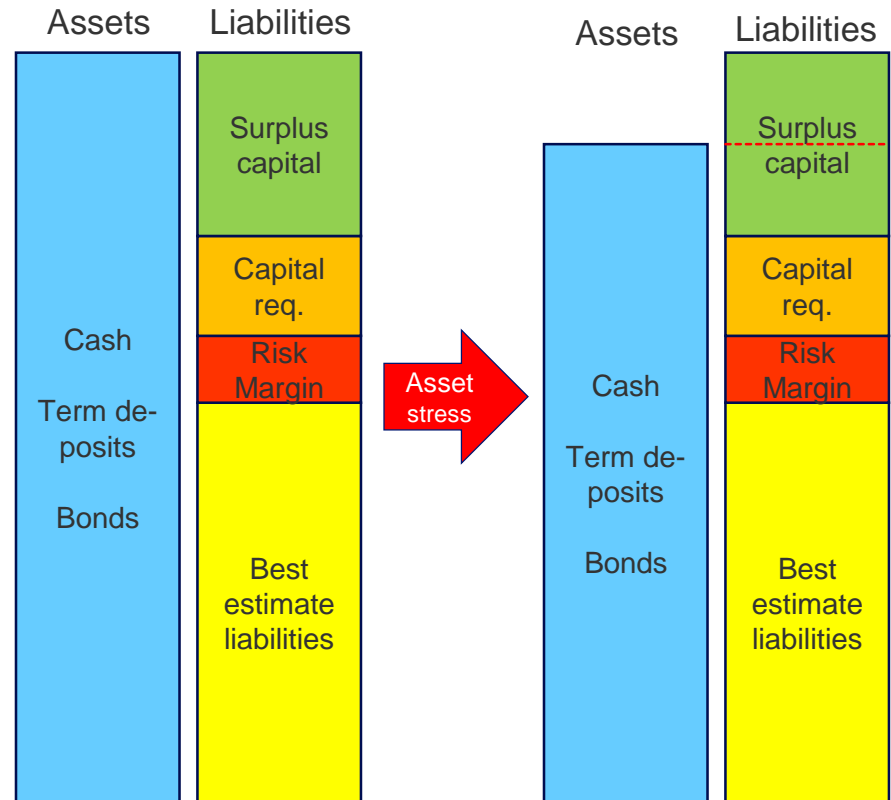 Assets
Liabilities
Surplus
capital
Capital
req.
Risk
Margin
Cash
Term de-
posits
Bonds
Best
estimate
liabilities
Asset
stress
Assets
Liabilities
Surplus
capital
Capital
req.
Risk
Margin
Cash
Term de-
posits
Bonds
Best
estimate
liabilities